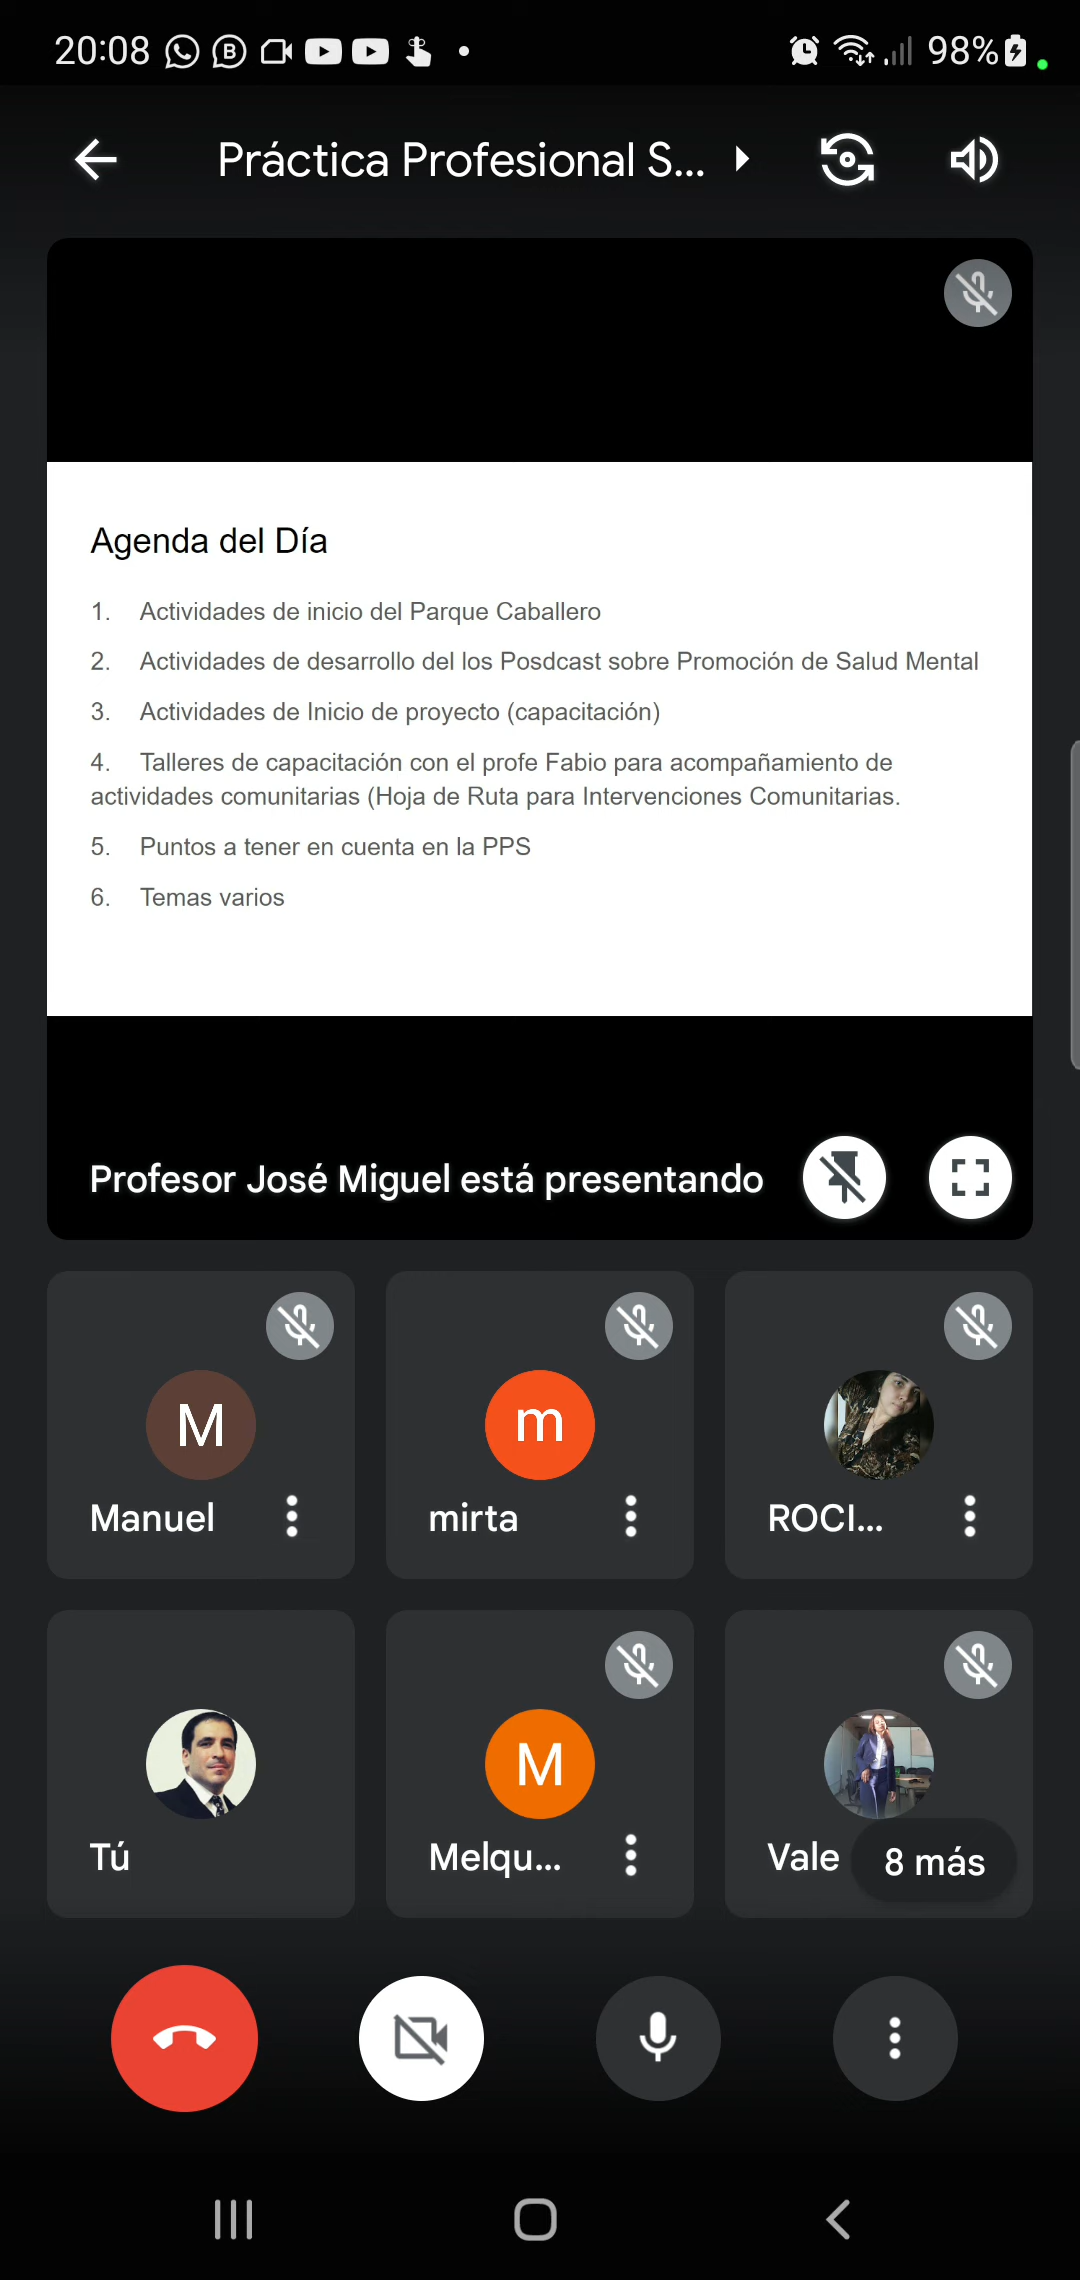 20:08
98%
Práctica Profesional S...
Agenda del Día
1. Actividades de inicio del Parque Caballero
2. Actividades de desarrollo del los Posdcast sobre Promoción de Salud Mental
3. Actividades de Inicio de proyecto (capacitación)
4. Talleres de capacitación con el profe Fabio para acompañamiento de
actividades comunitarias (Hoja de Ruta para Intervenciones Comunitarias.
5. Puntos a tener en cuenta en la PPS
6. Temas varios
Profesor José Miguel está presentando
M
m
Manuel
mirta
ROCI...
M
Tú
Melqu...
Vale
8 más